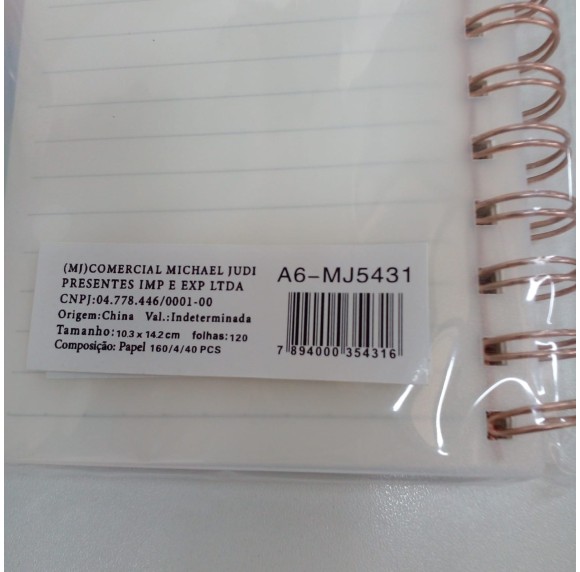 (MJ)COMERCIAL MICHAEL JUDI
PRESENTES IMP E EXP LTDA
CNPJ:04.778.446/0001-00
Origem:China Val.:Indeterminada
Tamanho: 10.3 x 14.2 cm folhas: 120
Composição: Papel 160/4/40 PCS
A6-MJ5431
7 894000 354316